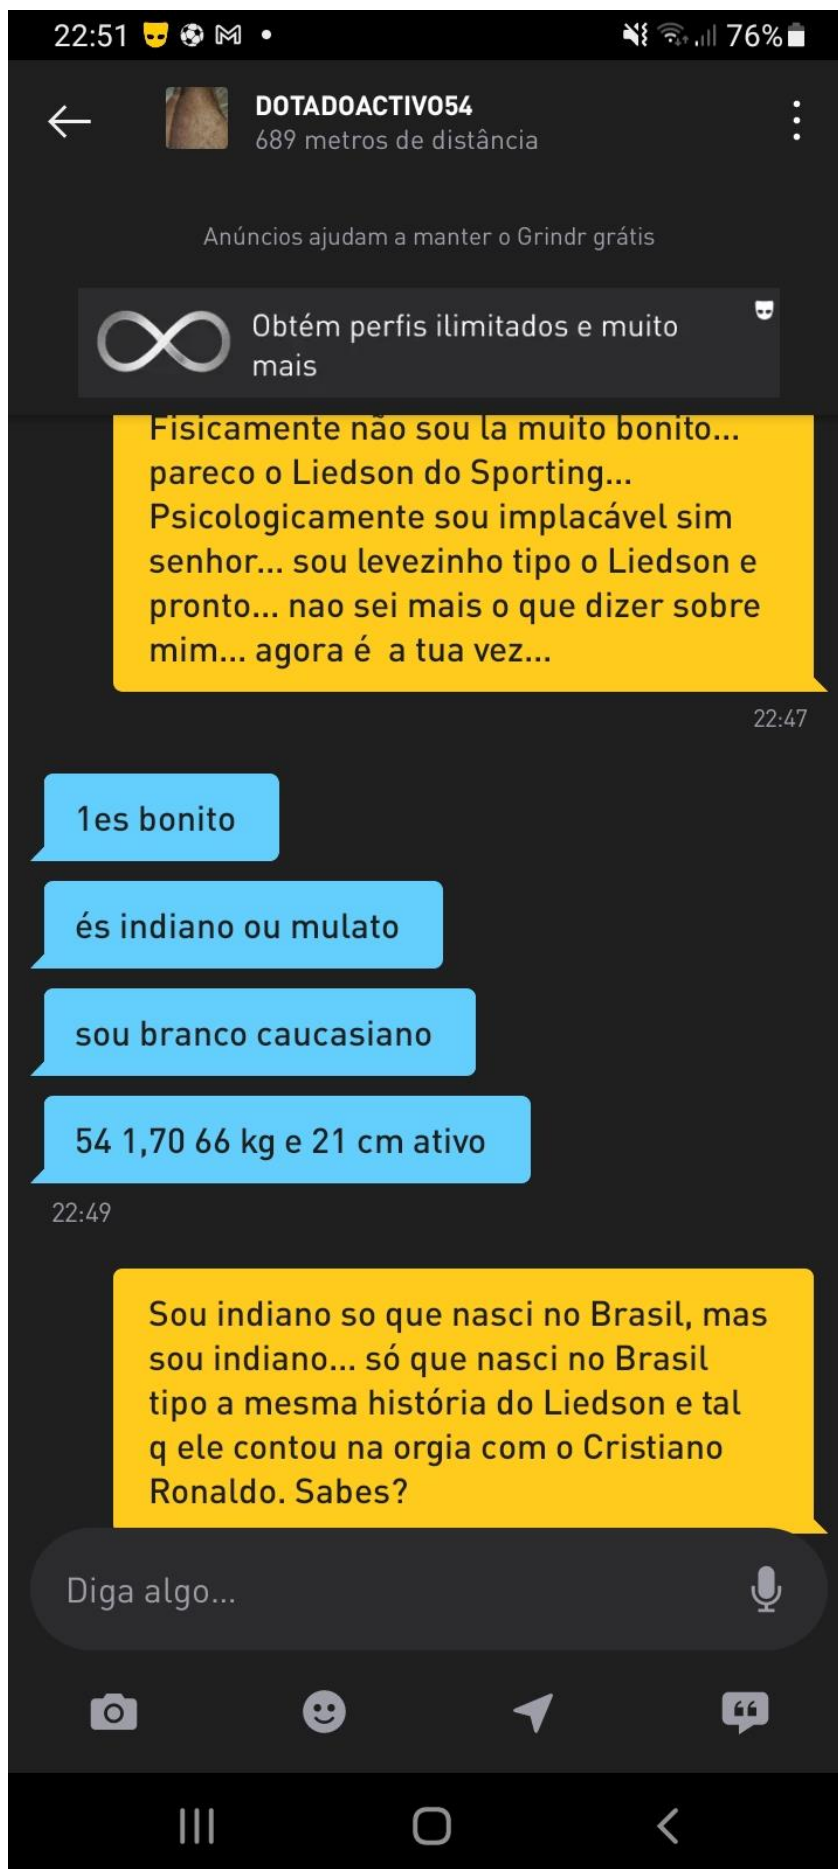 22:51
76%
DOTADOACTIVO54
689 metros de distância
Anúncios ajudam a manter o Grindr grátis
Obtém perfis ilimitados e muito
mais
Fisicamente não sou la muito bonito...
pareco o Liedson do Sporting...
Psicologicamente sou implacável sim
senhor... sou levezinho tipo o Liedson e
pronto... nao sei mais o que dizer sobre
mim... agora é a tua vez...
22:47
1es bonito
és indiano ou mulato
sou branco caucasiano
54 1,70 66 kg e 21 cm ativo
22:49
Sou indiano so que nasci no Brasil, mas
sou indiano... só que nasci no Brasil
tipo a mesma história do Liedson e tal
q ele contou na orgia com o Cristiano
Ronaldo. Sabes?
Diga algo...